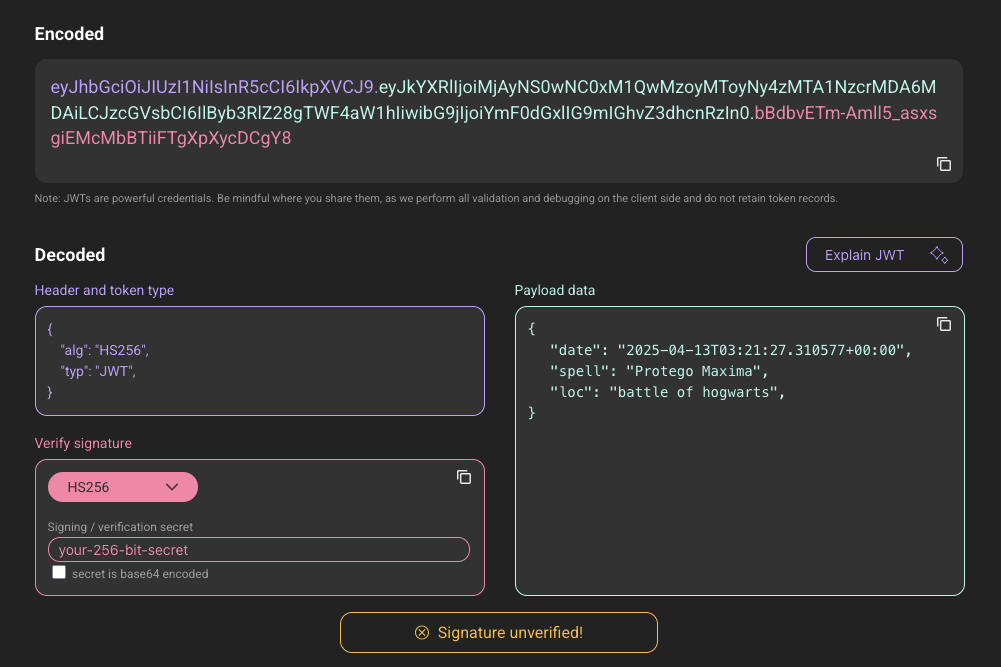 Encoded
eyJhbGciOiJIUzI1NiIsInR5cCI6IkpXVCJ9.eyJkYXRlIjoiMjAyNS0wNC0xM1QwMzoyMToyNy4zMTA1NzcrMDA6M
DAiLCJzcGVsbCI6IlByb3RlZ28gTWF4aW1hIiwibG9jIjoiYmF0dGxlIG9mIGhvZ3dhcnRzIn0.bBdbvETm-AmlI5_asxs
giEMcMbBTiiFTgXpXycDCgY8
Note: JWTs are powerful credentials. Be mindful where you share them, as we perform all validation and debugging on the client side and do not retain token records.
Decoded
Explain JWT
Header and token type
{
"alg": "HS256",
"typ": "JWT",
}
Payload data
{
"date": "2025-04-13T03:21:27.310577+00:00",
"spell": "Protego Maxima",
"loc": "battle of hogwarts",
}
Verify signature
HS256
Signing / verification secret
your-256-bit-secret
secret is base64 encoded
Signature unverified!